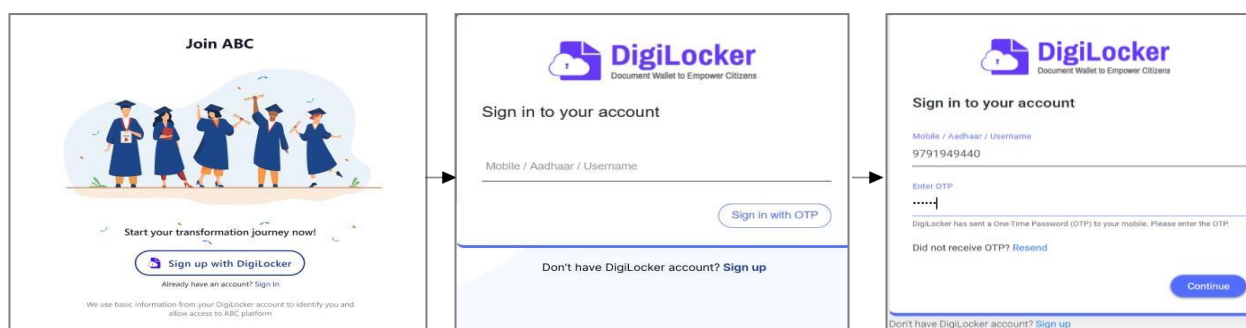 Join ABC
Start your transformation journey now!
Sign up with DigiLocker
Already have an account? Sign In
We use basic information from your DigiLocker account to identify you and
allow access to ABC platform
DigiLocker
Document Wallet to Empower Citizens
Sign in to your account
Mobile / Aadhaar / Username
Sign in with OTP
Don't have DigiLocker account? Sign up
DigiLocker
Document Wallet to Empower Citizens
Sign in to your account
Mobile / Aadhaar / Username
9791949440
Enter OTP
••••••
DigiLocker has sent a One-Time Password (OTP) to your mobile. Please enter the OTP.
Did not receive OTP? Resend
Continue
Don't have DigiLocker account? Sign up